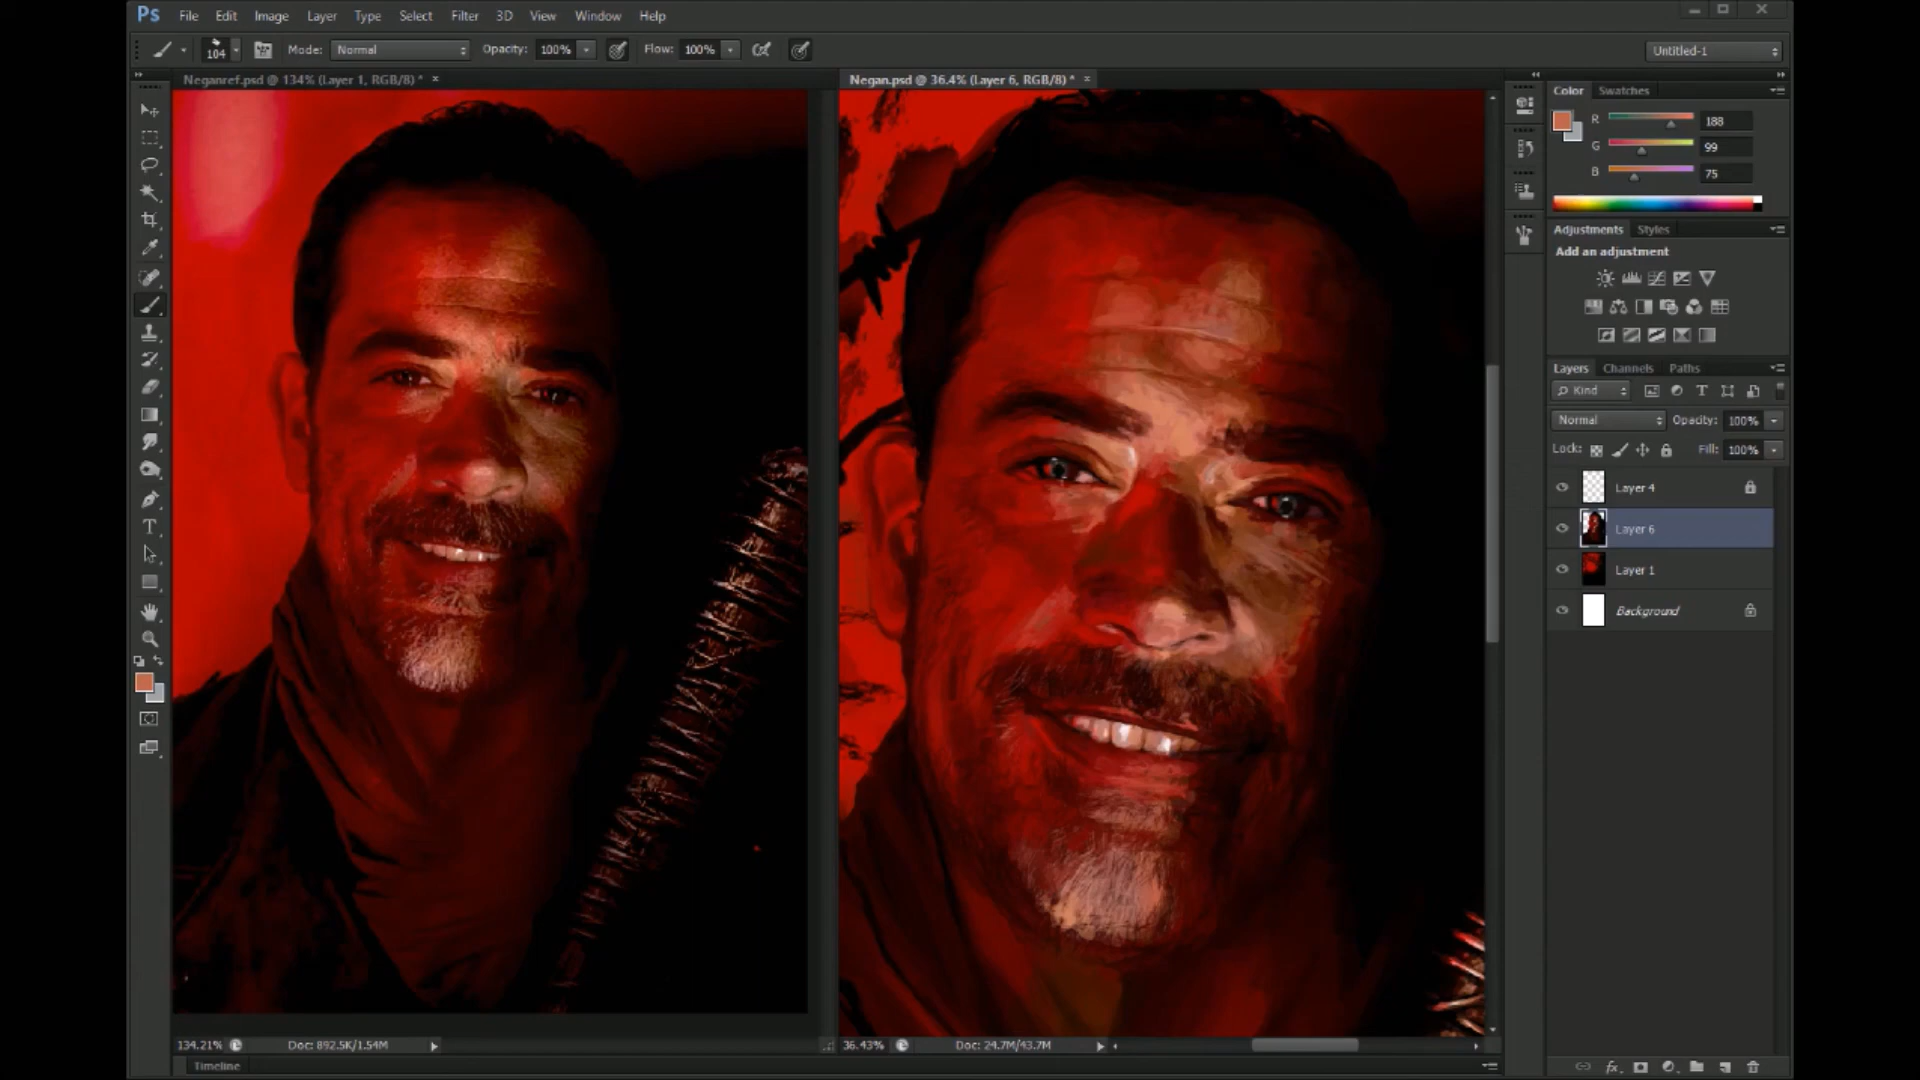 Ps File Edit Image Layer Type Select Filter 3D View Window Help
104 Mode: Normal Opacity: 100% Flow: 100% Untitled-1
Neganref.psd @ 134% (Layer 1, RGB/8) *
Negan.psd @ 36.4% (Layer 6, RGB/8) *
Color Swatches
R 188
G 99
B 75
Adjustments Styles
Add an adjustment
Layers Channels Paths
Kind T
Normal Opacity: 100%
Lock: Fill: 100%
Layer 4
Layer 6
Layer 1
Background
T
134.21% Doc: 892.5K/1.54M
36.43% Doc: 24.7M/43.7M
Timeline
fx